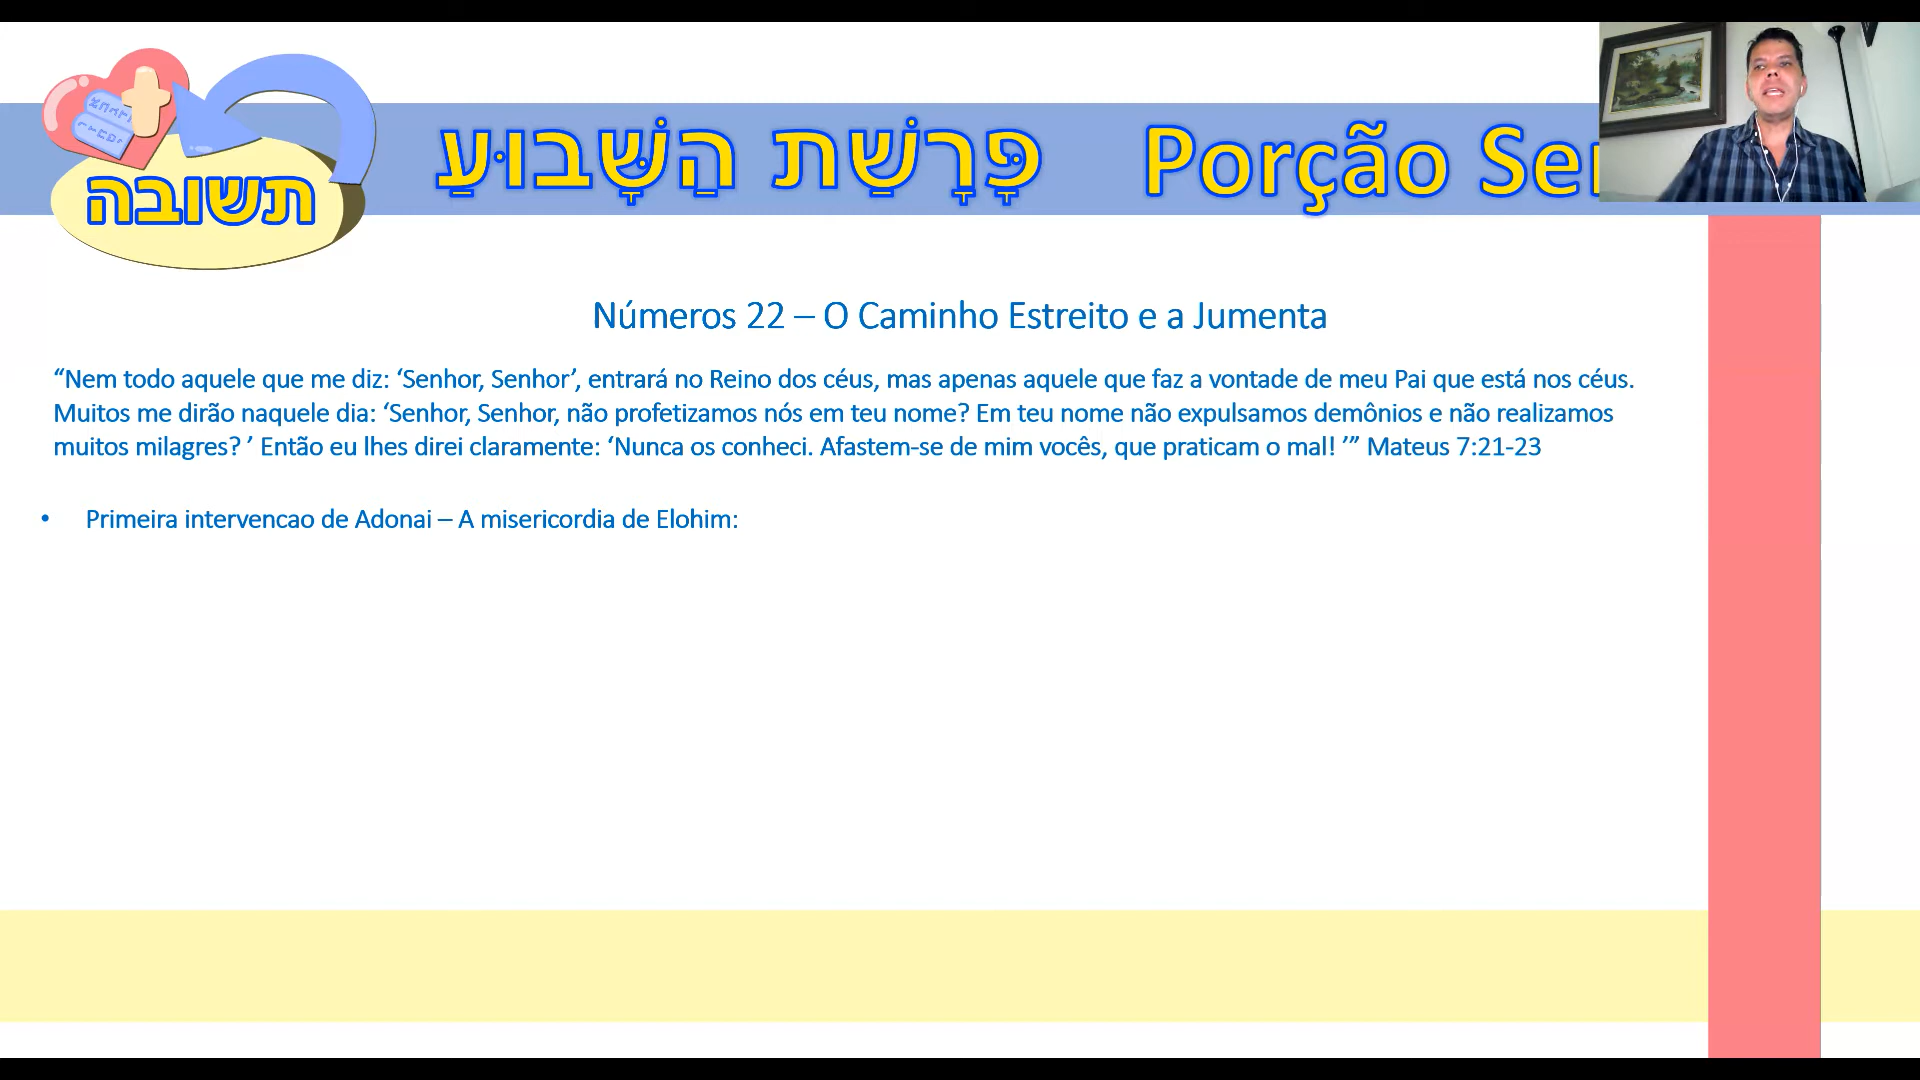 תשובה
פָּרָשַׁת הַשָּׁבוּעַ Porção Se
Números 22 – O Caminho Estreito e a Jumenta
“Nem todo aquele que me diz: ‘Senhor, Senhor’, entrará no Reino dos céus, mas apenas aquele que faz a vontade de meu Pai que está nos céus.
Muitos me dirão naquele dia: ‘Senhor, Senhor, não profetizamos nós em teu nome? Em teu nome não expulsamos demônios e não realizamos
muitos milagres? ’ Então eu lhes direi claramente: ‘Nunca os conheci. Afastem-se de mim vocês, que praticam o mal! ’” Mateus 7:21-23
• Primeira intervencao de Adonai – A misericordia de Elohim: